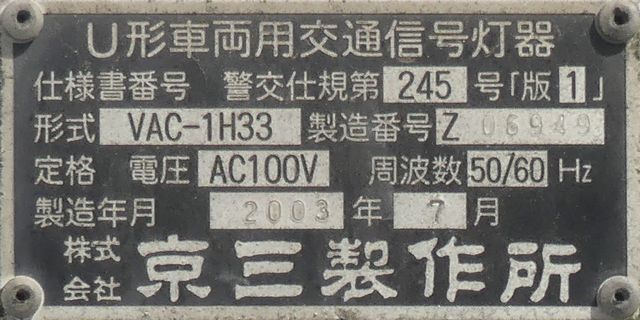 U形車両用交通信号灯器
仕様書番号 警交仕規第 245 号「版 1」
形式 VAC-1H33 製造番号 Z 06949
定格 電圧 AC100V 周波数 50/60 Hz
製造年月 2003 年 7 月
株式会社 京三製作所